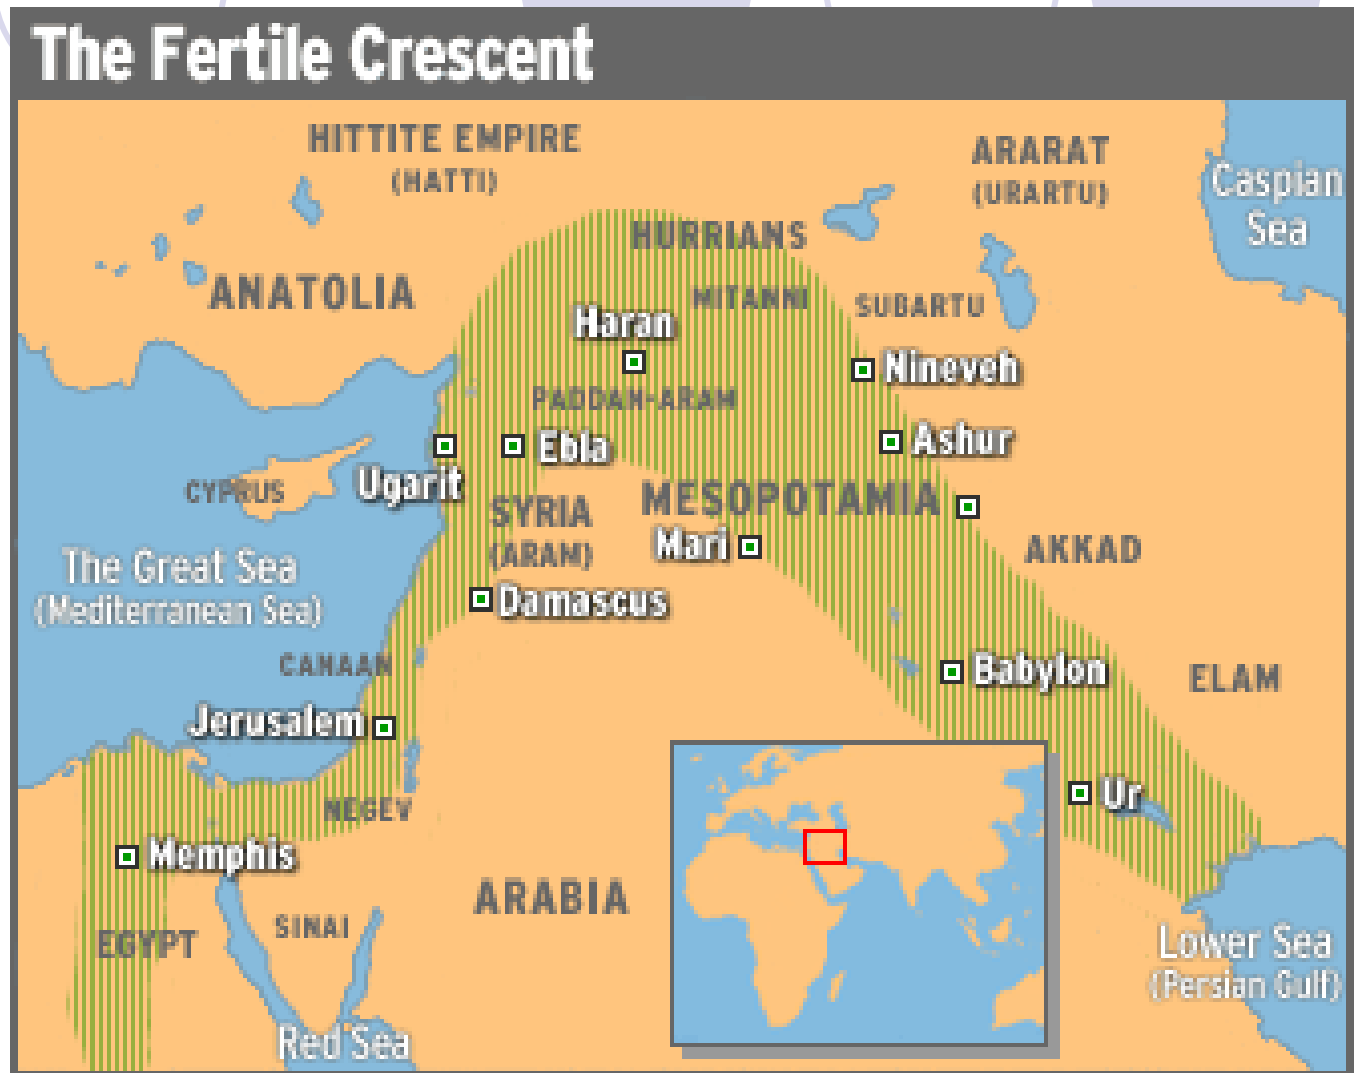 The Fertile Crescent
HITTITE EMPIRE
(HATTI)
ARARAT
(URARTU)
Caspian
Sea
HURRIANS
ANATOLIA
MITANNI
SUBARTU
Haran
Nineveh
PADDAN-ARAM
Ashur
Ebla
Ugarit
CYPRUS
SYRIA
(ARAM)
MESOPOTAMIA
Mari
AKKAD
The Great Sea
(Mediterranean Sea)
Damascus
CANAAN
Babylon
ELAM
Jerusalem
NEGEV
Ur
Memphis
ARABIA
SINAI
EGYPT
Lower Sea
(Persian Gulf)
Red Sea